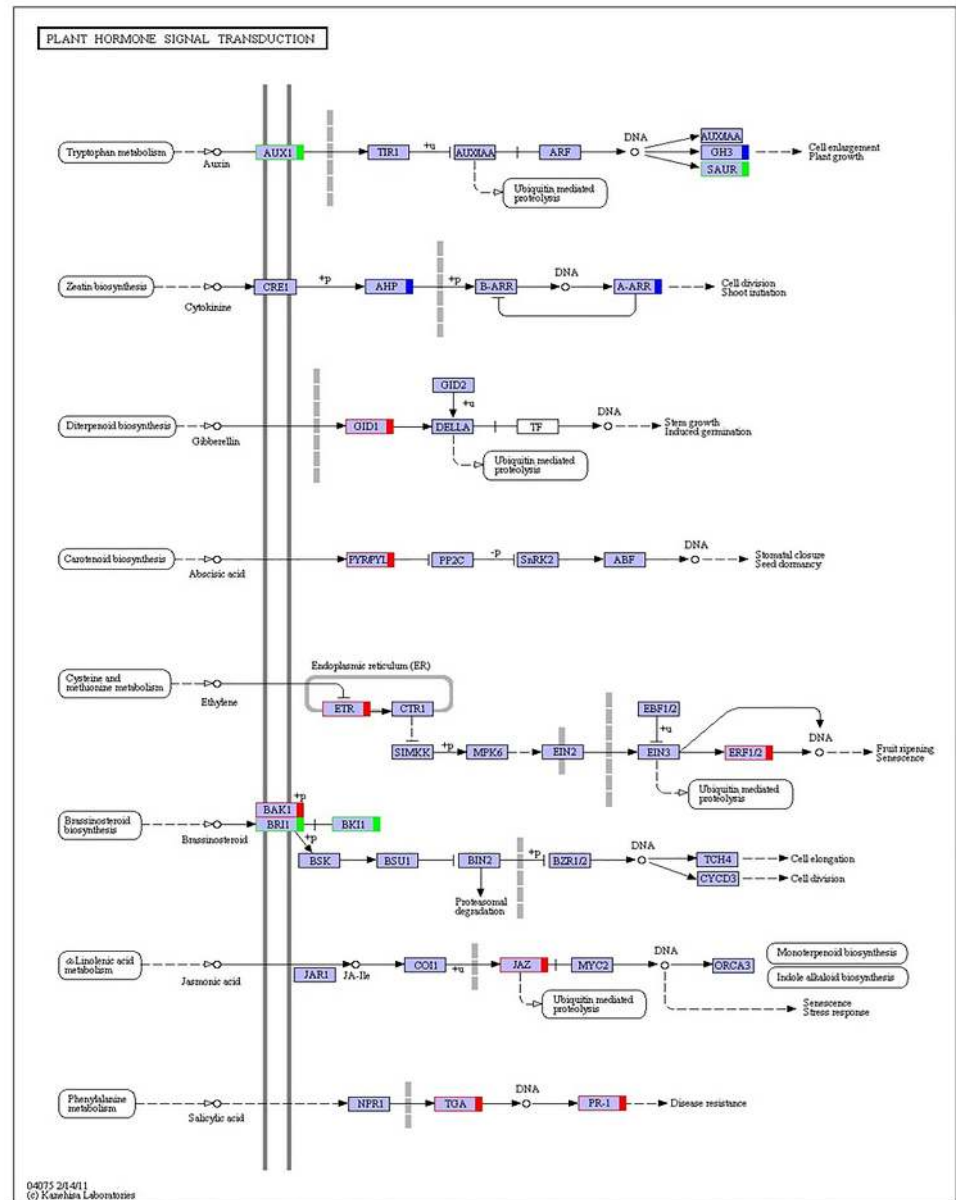 PLANT HORMONE SIGNAL TRANSDUCTION
Tryptophan metabolism
Auxin
AUX1
TIR1
+u
AUX/IAA
ARF
DNA
AUX/IAA
GH3
SAUR
Cell enlargement
Plant growth
Ubiquitin mediated
proteolysis
Zeatin biosynthesis
Cytokinine
CRE1
+p
AHP
+p
B-ARR
DNA
A-ARR
Cell division
Shoot initiation
GID2
+u
Diterpenoid biosynthesis
Gibberellin
GID1
DELLA
TF
DNA
Stem growth
Induced germination
Ubiquitin mediated
proteolysis
Carotenoid biosynthesis
Abscisic acid
PYR/PYL
PP2C
-p
SnRK2
ABF
DNA
Stomatal closure
Seed dormancy
Cysteine and
methionine metabolism
Ethylene
Endoplasmic reticulum (ER)
ETR
CTR1
SIMKK
+p
MPK6
EIN2
EBF1/2
+u
EIN3
ERF1/2
DNA
Fruit ripening
Senescence
Ubiquitin mediated
proteolysis
Brassinosteroid
biosynthesis
Brassinosteroid
BAK1
+p
BRI1
BKI1
+p
BSK
BSU1
BIN2
+p
BZR1/2
DNA
TCH4
Cell elongation
CYCD3
Cell division
Proteasomal
degradation
α-Linolenic acid
metabolism
Jasmonic acid
JAR1
JA-Ile
COI1
+u
JAZ
MYC2
DNA
ORCA3
Monoterpenoid biosynthesis
Indole alkaloid biosynthesis
Ubiquitin mediated
proteolysis
Senescence
Stress response
Phenylalanine
metabolism
Salicylic acid
NPR1
TGA
DNA
PR-1
Disease resistance
04075 2/14/11
(c) Kanehisa Laboratories